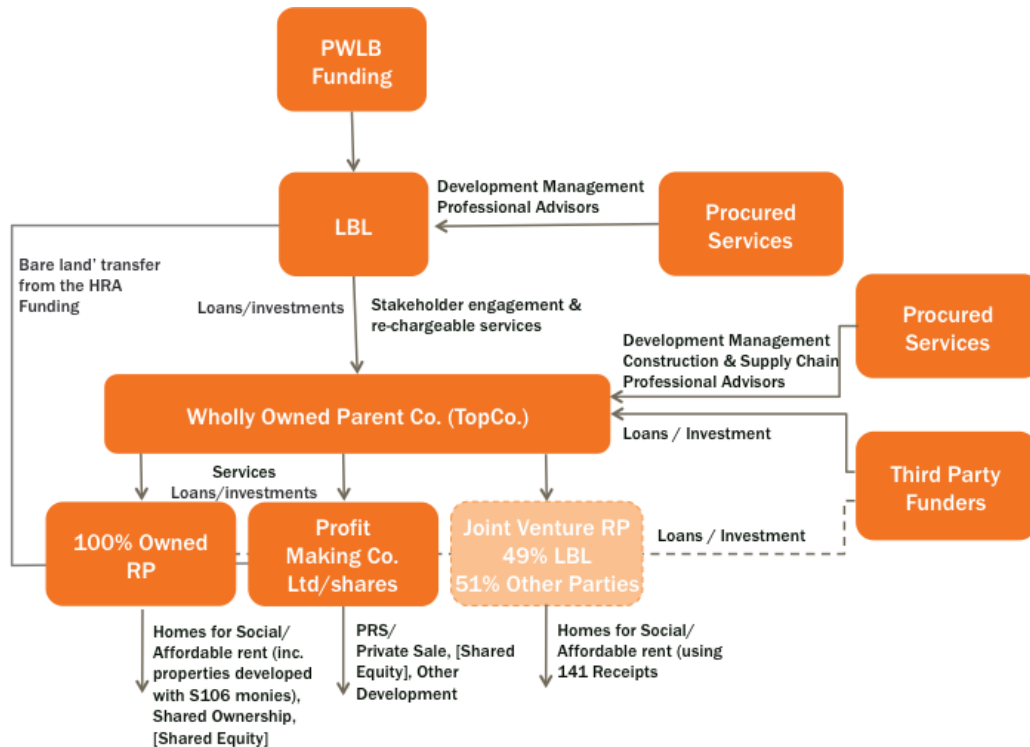 PWLB
Funding
LBL
Development Management
Professional Advisors
Procured
Services
Bare land’ transfer
from the HRA
Funding
Loans/investments
Stakeholder engagement &
re-chargeable services
Procured
Services
Development Management
Construction & Supply Chain
Professional Advisors
Wholly Owned Parent Co. (TopCo.)
Loans / Investment
Third Party
Funders
Services
Loans/investments
100% Owned
RP
Profit
Making Co.
Ltd/shares
Joint Venture RP
49% LBL
51% Other Parties
Loans / Investment
Homes for Social/
Affordable rent (inc.
properties developed
with S106 monies),
Shared Ownership,
[Shared Equity]
PRS/
Private Sale, [Shared
Equity], Other
Development
Homes for Social/
Affordable rent (using
141 Receipts